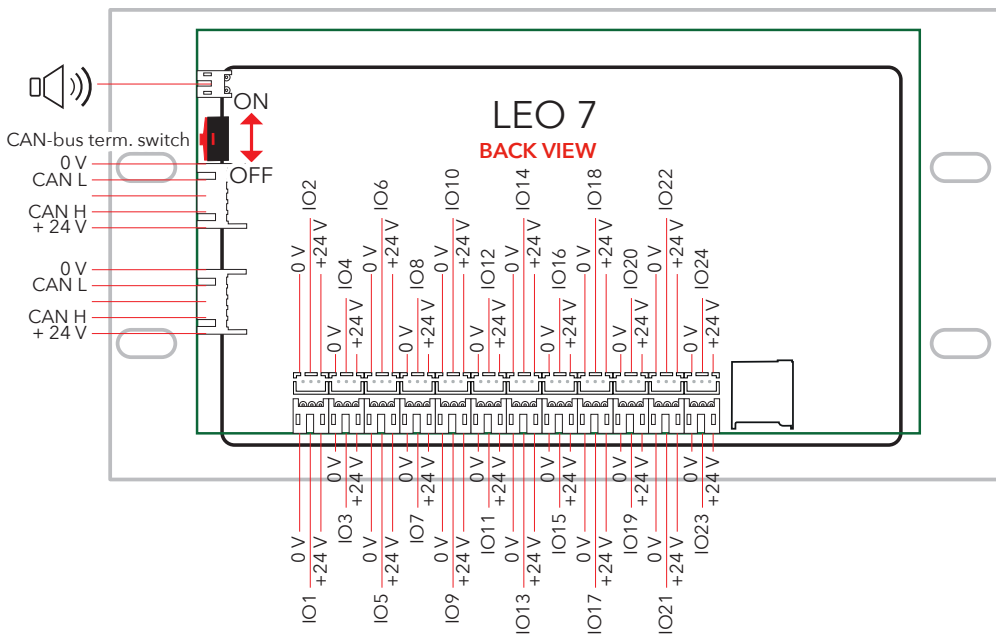 LEO 7
BACK VIEW
ON
CAN-bus term. switch
OFF
0 V
CAN L
CAN H
+ 24 V
0 V
CAN L
CAN H
+ 24 V
0 V
IO2
+24 V
0 V
IO4
+24 V
0 V
IO6
+24 V
0 V
IO8
+24 V
0 V
IO10
+24 V
0 V
IO12
+24 V
0 V
IO14
+24 V
0 V
IO16
+24 V
0 V
IO18
+24 V
0 V
IO20
+24 V
0 V
IO22
+24 V
0 V
IO24
+24 V
0 V
IO1
+24 V
0 V
IO3
+24 V
0 V
IO5
+24 V
0 V
IO7
+24 V
0 V
IO9
+24 V
0 V
IO11
+24 V
0 V
IO13
+24 V
0 V
IO15
+24 V
0 V
IO17
+24 V
0 V
IO19
+24 V
0 V
IO21
+24 V
0 V
IO23
+24 V